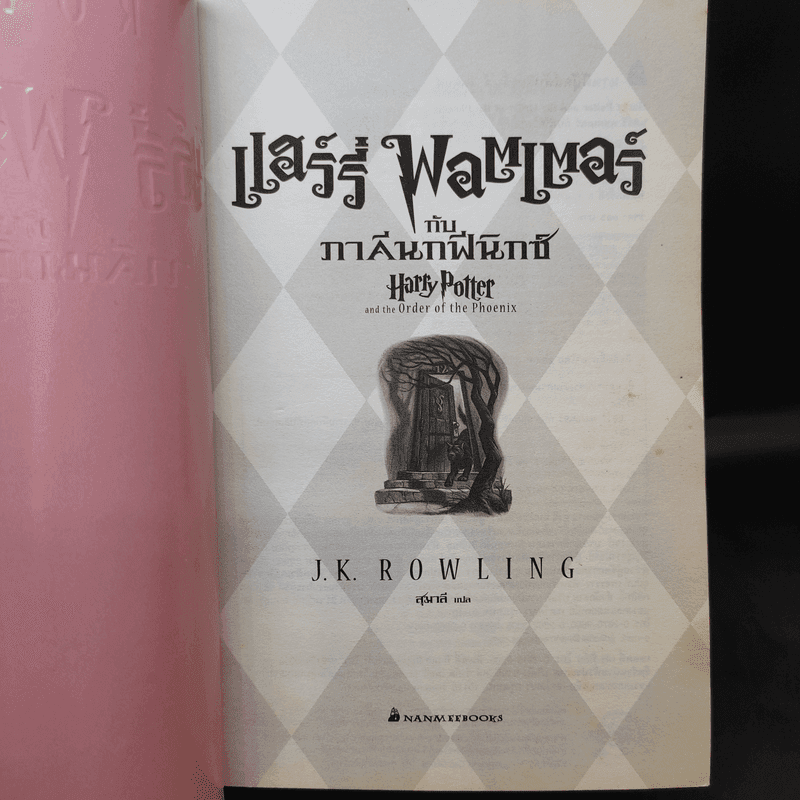 แฮร์รี่ พอตเตอร์
กับ
ภาคีนกฟีนิกซ์
Harry Potter
and the Order of the Phoenix
12
J.K. ROWLING
สุมาลี แปล
NANMEEBOOKS